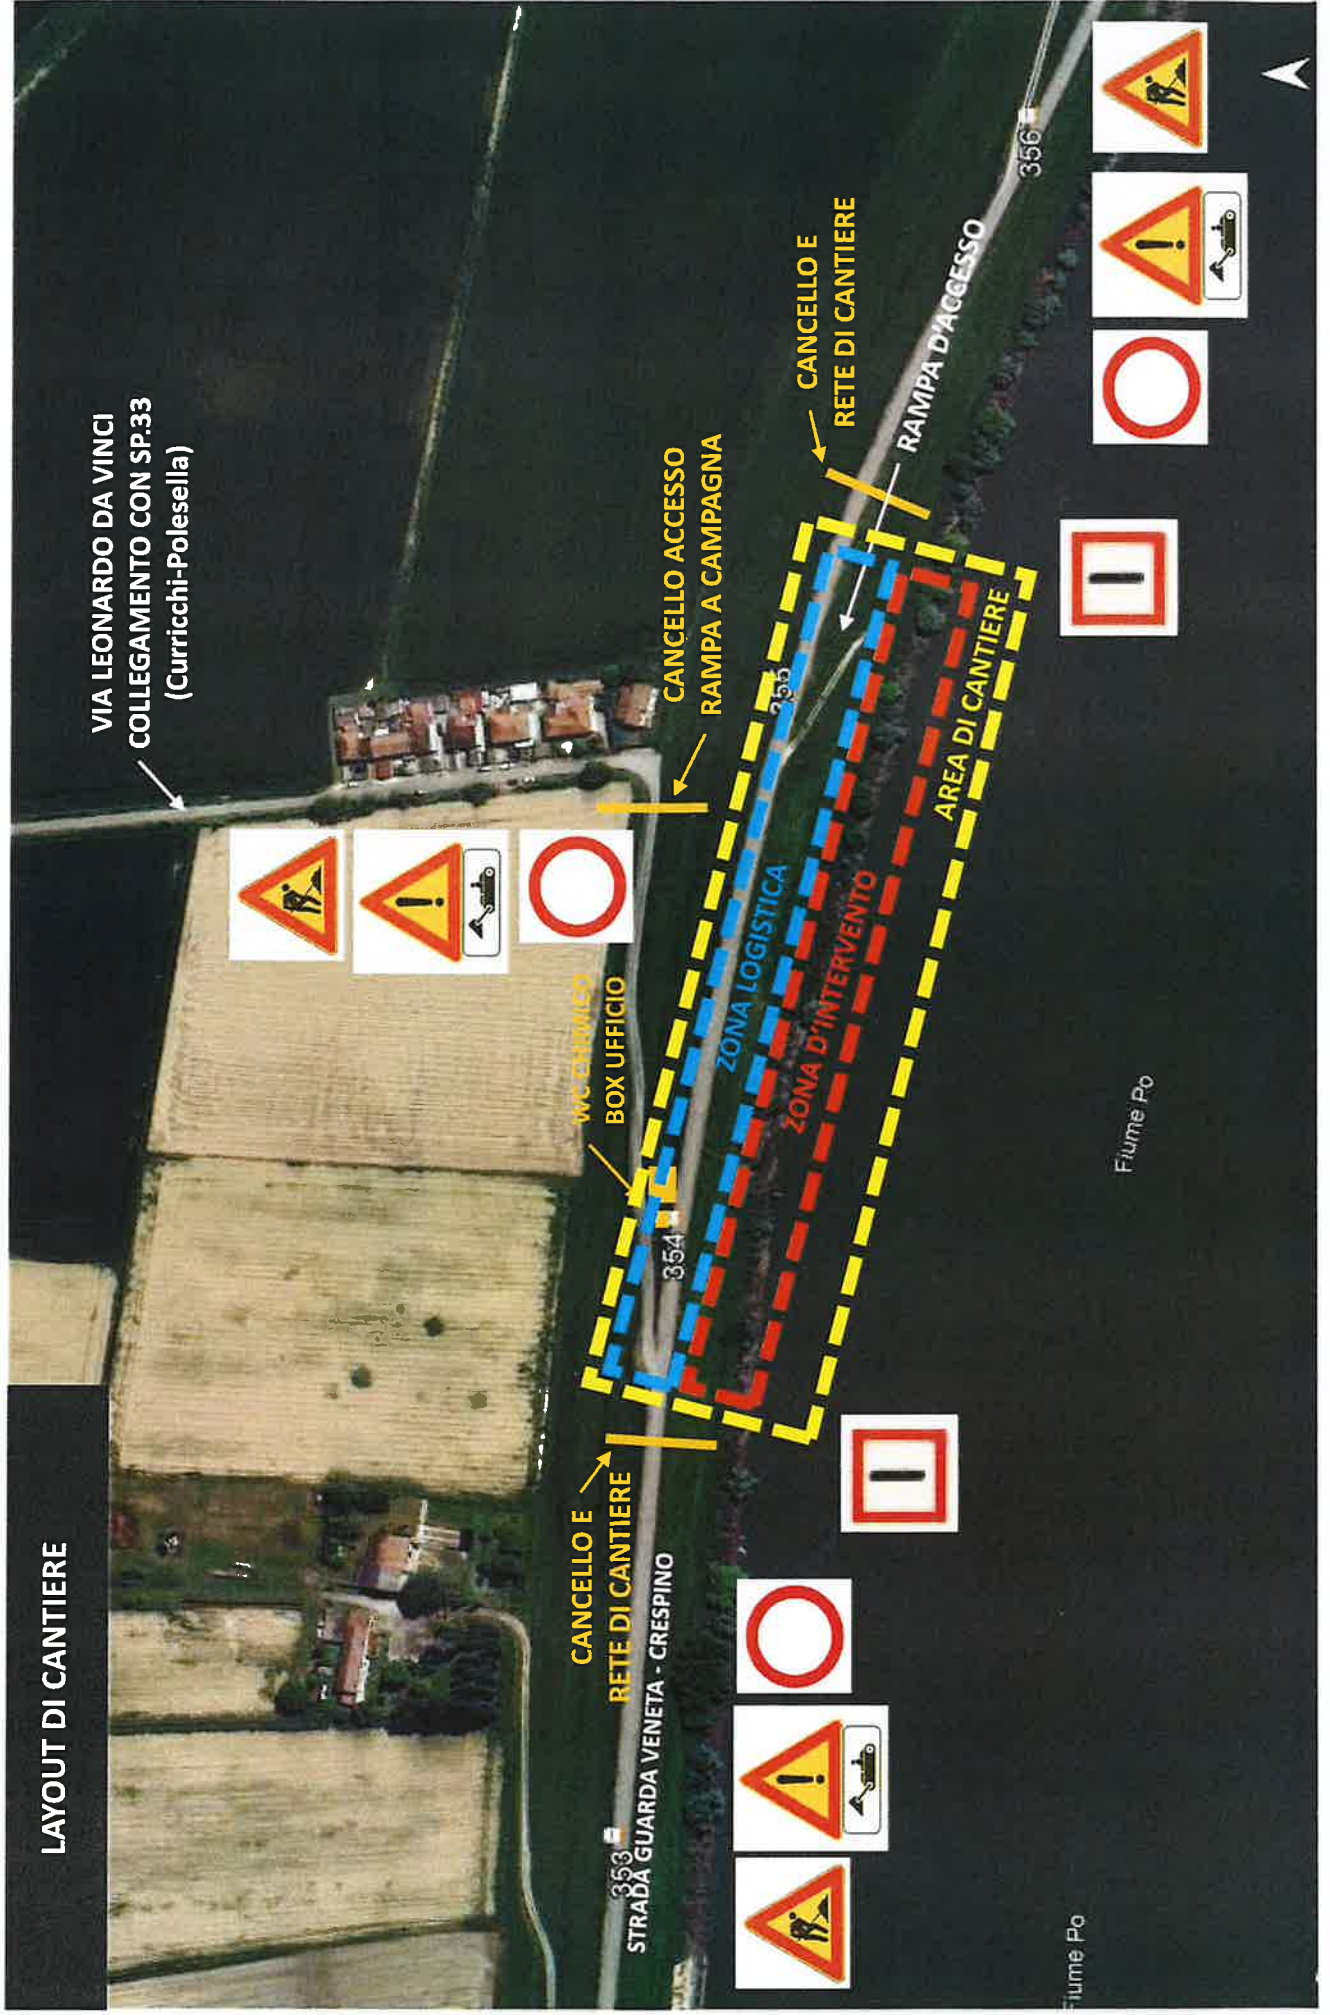 LAYOUT DI CANTIERE
VIA LEONARDO DA VINCI
COLLEGAMENTO CON SP.33
(Curricchi-Polesella)
WC CHIMICO
BOX UFFICIO
CANCELLO ACCESSO
RAMPA A CAMPAGNA
CANCELLO E
RETE DI CANTIERE
CANCELLO E
RETE DI CANTIERE
RAMPA D'ACCESSO
353
STRADA GUARDA VENETA - CRESPINO
354
355
356
ZONA LOGISTICA
ZONA D'INTERVENTO
AREA DI CANTIERE
Fiume Po
Fiume Po